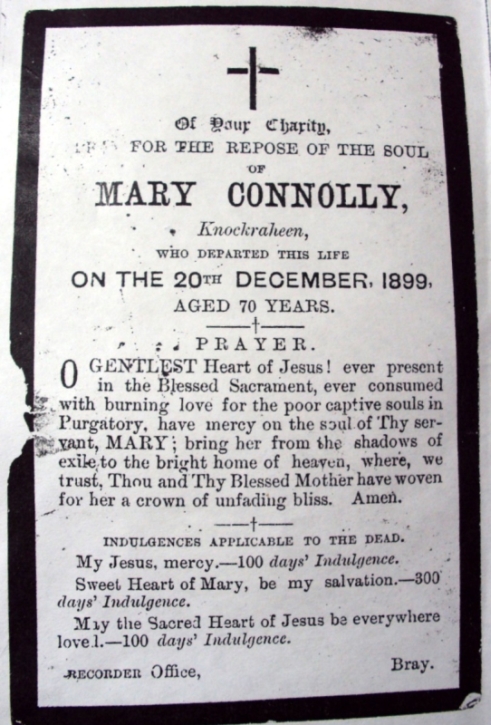 Of Your Charity,
FOR THE REPOSE OF THE SOUL
OF
MARY CONNOLLY,
Knockraheen,
WHO DEPARTED THIS LIFE
ON THE 20TH DECEMBER, 1899,
AGED 70 YEARS.
PRAYER.
O GENTLEST Heart of Jesus! ever present
in the Blessed Sacrament, ever consumed
with burning love for the poor captive souls in
Purgatory, have mercy on the soul of Thy ser-
vant, MARY; bring her from the shadows of
exile to the bright home of heaven, where, we
trust, Thou and Thy Blessed Mother have woven
for her a crown of unfading bliss. Amen.
INDULGENCES APPLICABLE TO THE DEAD.
My Jesus, mercy.—100 days' Indulgence.
Sweet Heart of Mary, be my salvation.—300
days' Indulgence.
May the Sacred Heart of Jesus be everywhere
loved.—100 days' Indulgence.
RECORDER Office, Bray.